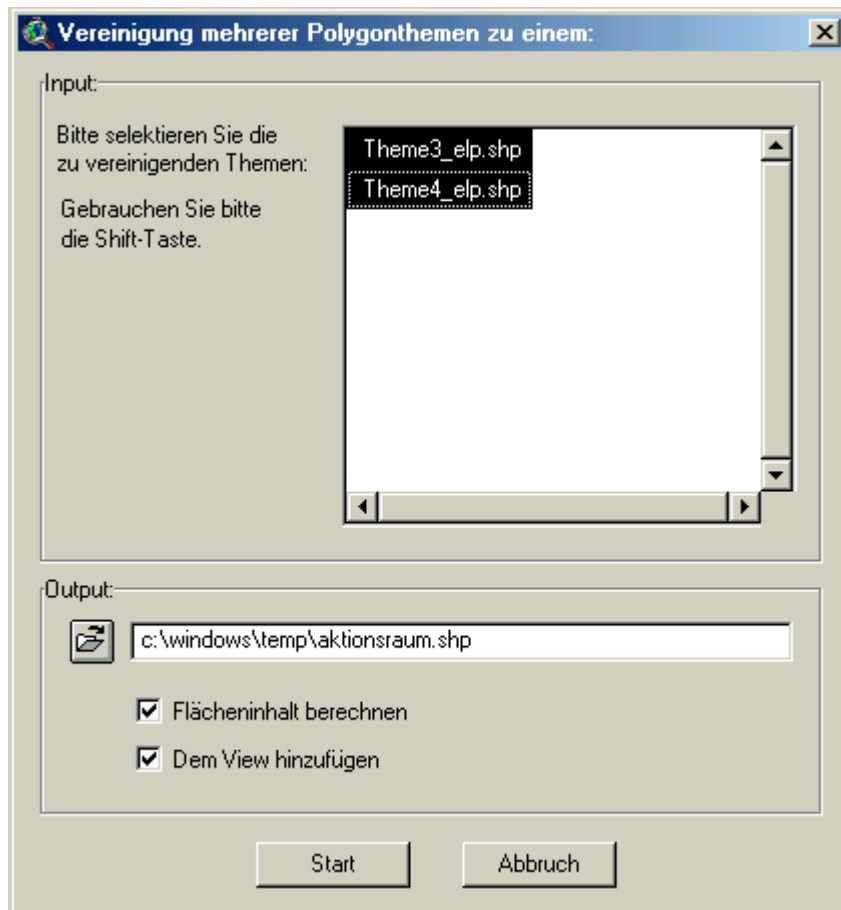 Vereinigung mehrerer Polygonthemen zu einem:
Input:
Bitte selektieren Sie die
zu vereinigenden Themen:
Gebrauchen Sie bitte
die Shift-Taste.
Theme3_elp.shp
Theme4_elp.shp
Output:
c:\windows\temp\aktionsraum.shp
Flächeninhalt berechnen
Dem View hinzufügen
Start
Abbruch